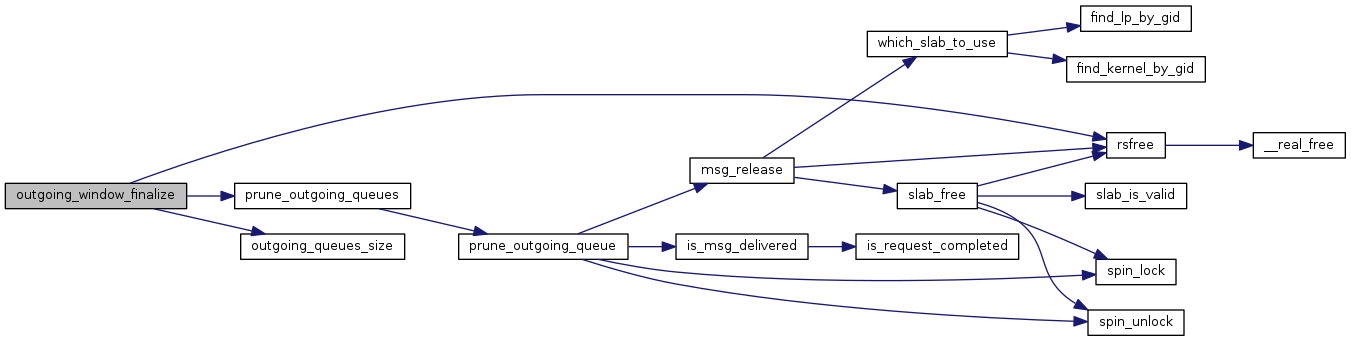 find_lp_by_gid
which_slab_to_use
find_kernel_by_gid
rsfree
__real_free
msg_release
outgoing_window_finalize
prune_outgoing_queues
slab_free
slab_is_valid
outgoing_queues_size
prune_outgoing_queue
is_msg_delivered
is_request_completed
spin_lock
spin_unlock